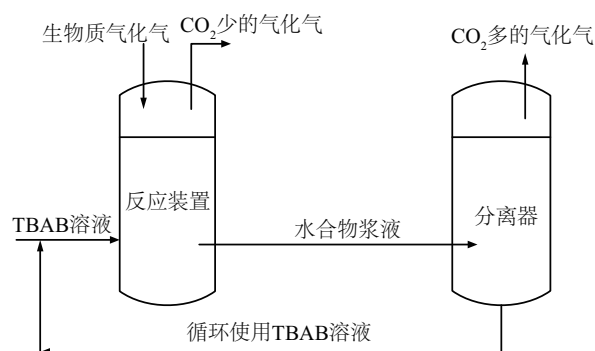 生物质气化气
CO₂少的气化气
CO₂多的气化气
反应装置
分离器
TBAB溶液
水合物浆液
循环使用TBAB溶液